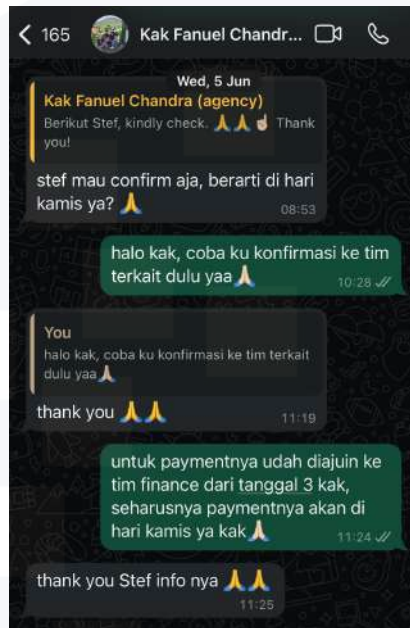 165 Kak Fanuel Chandr...
Wed, 5 Jun
Kak Fanuel Chandra (agency)
Berikut Stef, kindly check. 🙏🙏☝🏼 Thank
you!
stef mau confirm aja, berarti di hari
kamis ya? 🙏
08:53
halo kak, coba ku konfirmasi ke tim
terkait dulu yaa🙏🏻
10:28
You
halo kak, coba ku konfirmasi ke tim terkait
dulu yaa🙏🏻
thank you 🙏🙏
11:19
untuk paymentnya udah diajuin ke
tim finance dari tanggal 3 kak,
seharusnya paymentnya akan di
hari kamis ya kak🙏🏻
11:24
thank you Stef info nya 🙏🙏
11:25